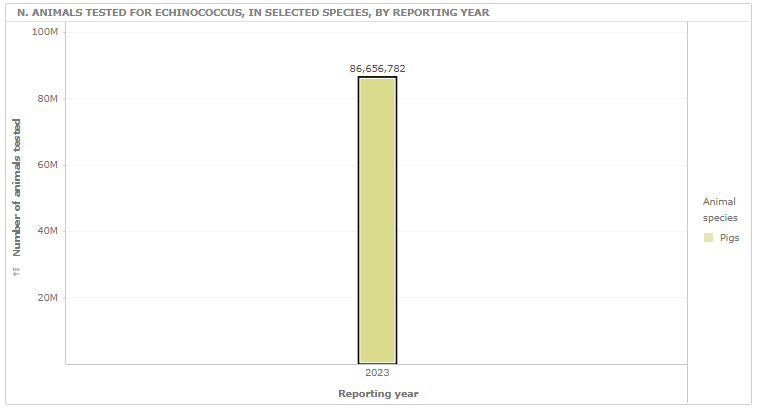 N. ANIMALS TESTED FOR ECHINOCOCCUS, IN SELECTED SPECIES, BY REPORTING YEAR
100M
86,656,782
80M
60M
40M
20M
Number of animals tested
2023
Reporting year
Animal
species
Pigs